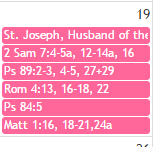 19
St. Joseph, Husband of the
2 Sam 7:4-5a, 12-14a, 16
Ps 89:2-3, 4-5, 27+29
Rom 4:13, 16-18, 22
Ps 84:5
Matt 1:16, 18-21,24a